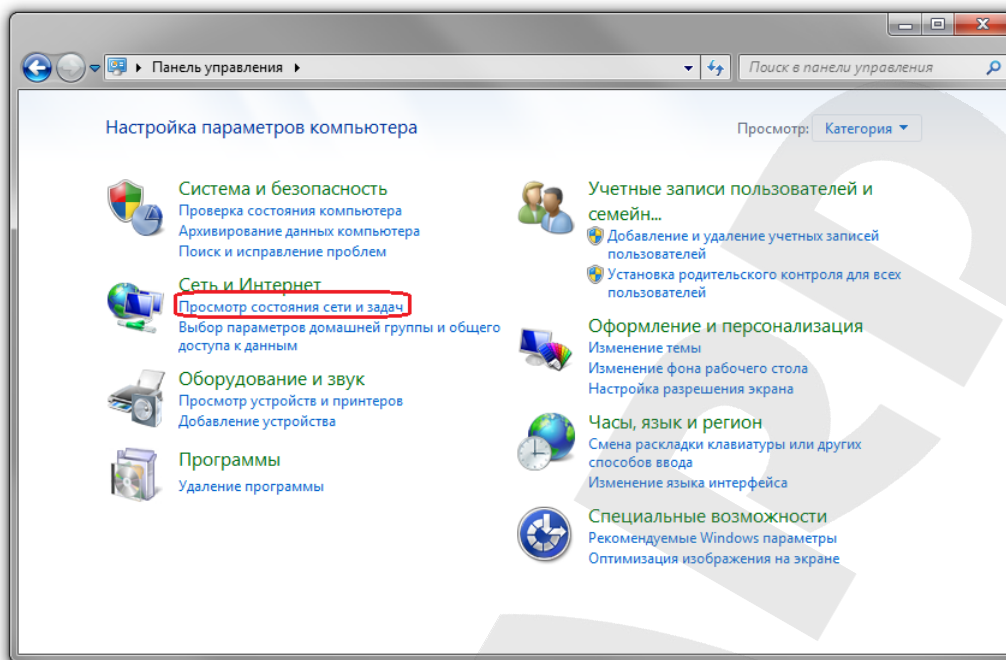 Панель управления
Поиск в панели управления
Настройка параметров компьютера
Просмотр: Категория
Система и безопасность
Проверка состояния компьютера
Архивирование данных компьютера
Поиск и исправление проблем
Сеть и Интернет
Просмотр состояния сети и задач
Выбор параметров домашней группы и общего
доступа к данным
Оборудование и звук
Просмотр устройств и принтеров
Добавление устройства
Программы
Удаление программы
Учетные записи пользователей и
семейн...
Добавление и удаление учетных записей
пользователей
Установка родительского контроля для всех
пользователей
Оформление и персонализация
Изменение темы
Изменение фона рабочего стола
Настройка разрешения экрана
Часы, язык и регион
Смена раскладки клавиатуры или других
способов ввода
Изменение языка интерфейса
Специальные возможности
Рекомендуемые Windows параметры
Оптимизация изображения на экране